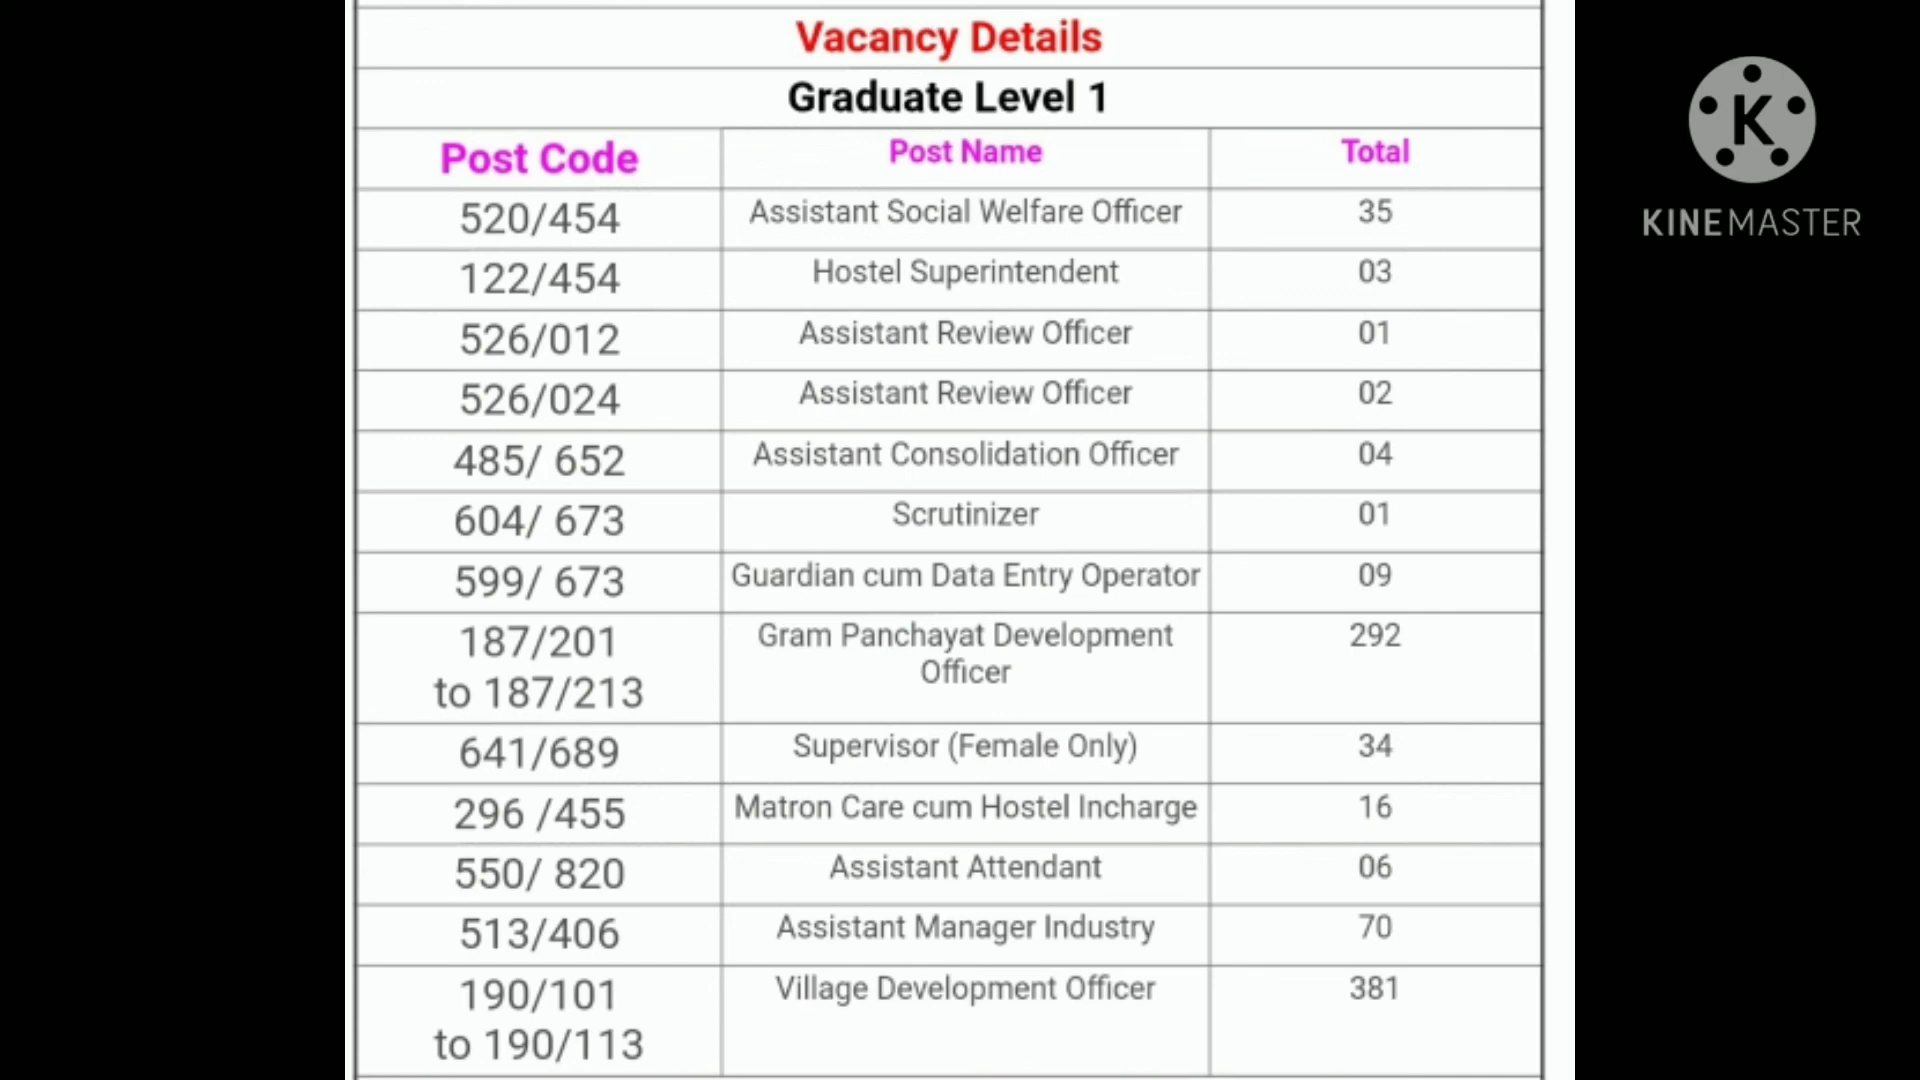 Vacancy Details
Graduate Level 1
Post Code Post Name Total
520/454 Assistant Social Welfare Officer 35
122/454 Hostel Superintendent 03
526/012 Assistant Review Officer 01
526/024 Assistant Review Officer 02
485/ 652 Assistant Consolidation Officer 04
604/ 673 Scrutinizer 01
599/ 673 Guardian cum Data Entry Operator 09
187/201 Gram Panchayat Development 292
to 187/213 Officer
641/689 Supervisor (Female Only) 34
296 /455 Matron Care cum Hostel Incharge 16
550/ 820 Assistant Attendant 06
513/406 Assistant Manager Industry 70
190/101 Village Development Officer 381
to 190/113
K
KINEMASTER